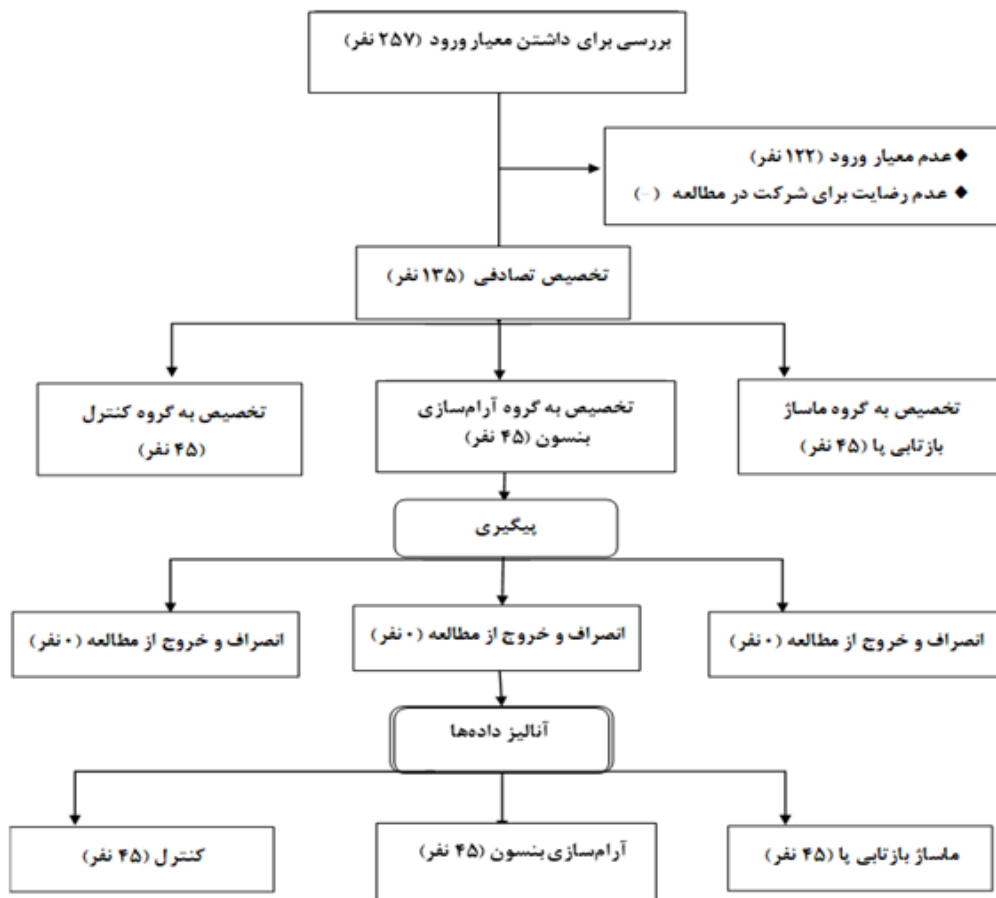 بررسی برای داشتن معیار ورود (۲۵۷ نفر)
◆ عدم معیار ورود (۱۲۲ نفر)
◆ عدم رضایت برای شرکت در مطالعه (-)
تخصیص تصادفی (۱۳۵ نفر)
تخصیص به گروه ماساژ
بازتابی پا (۴۵ نفر)
تخصیص به گروه آرام‌سازی
بنسون (۴۵ نفر)
تخصیص به گروه کنترل
(۴۵ نفر)
پیگیری
انصراف و خروج از مطالعه (۰ نفر)
انصراف و خروج از مطالعه (۰ نفر)
انصراف و خروج از مطالعه (۰ نفر)
آنالیز داده‌ها
ماساژ بازتابی پا (۴۵ نفر)
آرام‌سازی بنسون (۴۵ نفر)
کنترل (۴۵ نفر)